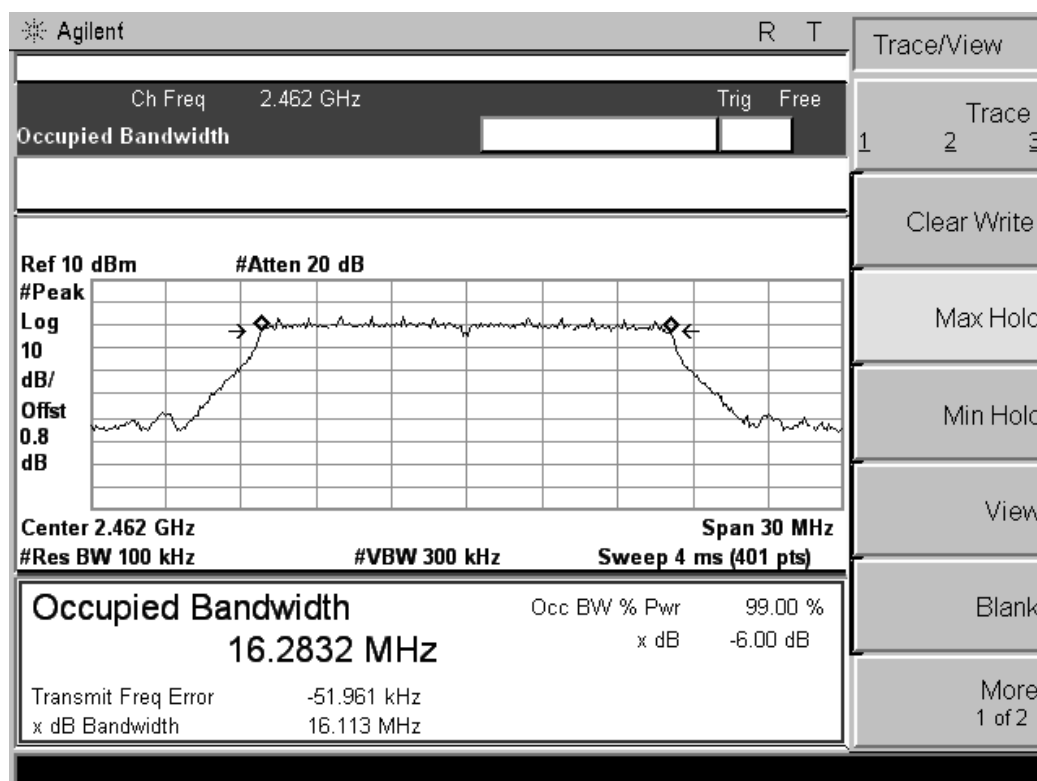 Agilent R T
Ch Freq 2.462 GHz Trig Free
Occupied Bandwidth
Ref 10 dBm #Atten 20 dB
#Peak
Log
10
dB/
Offst
0.8
dB
Center 2.462 GHz Span 30 MHz
#Res BW 100 kHz #VBW 300 kHz Sweep 4 ms (401 pts)
Occupied Bandwidth
16.2832 MHz
Occ BW % Pwr 99.00 %
x dB -6.00 dB
Transmit Freq Error -51.961 kHz
x dB Bandwidth 16.113 MHz
Trace/View
Trace
1 2 3
Clear Write
Max Hold
Min Hold
View
Blank
More
1 of 2